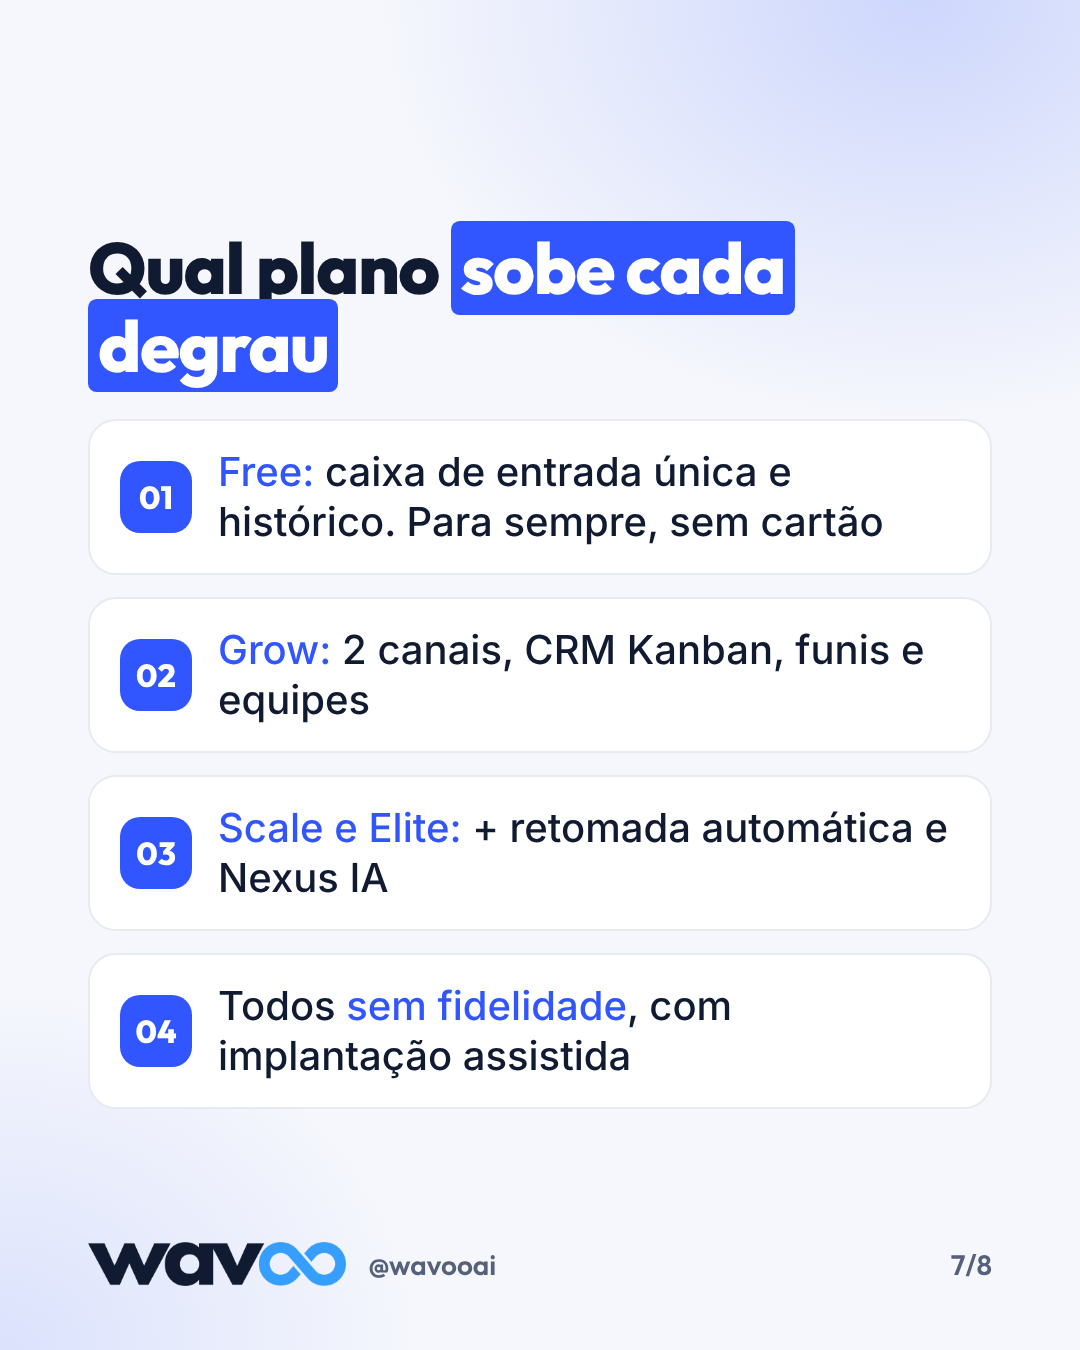 Qual plano sobe cada
degrau
01
Free: caixa de entrada única e
histórico. Para sempre, sem cartão
02
Grow: 2 canais, CRM Kanban, funis e
equipes
03
Scale e Elite: + retomada automática e
Nexus IA
04
Todos sem fidelidade, com
implantação assistida
wavoo @wavooai 7/8